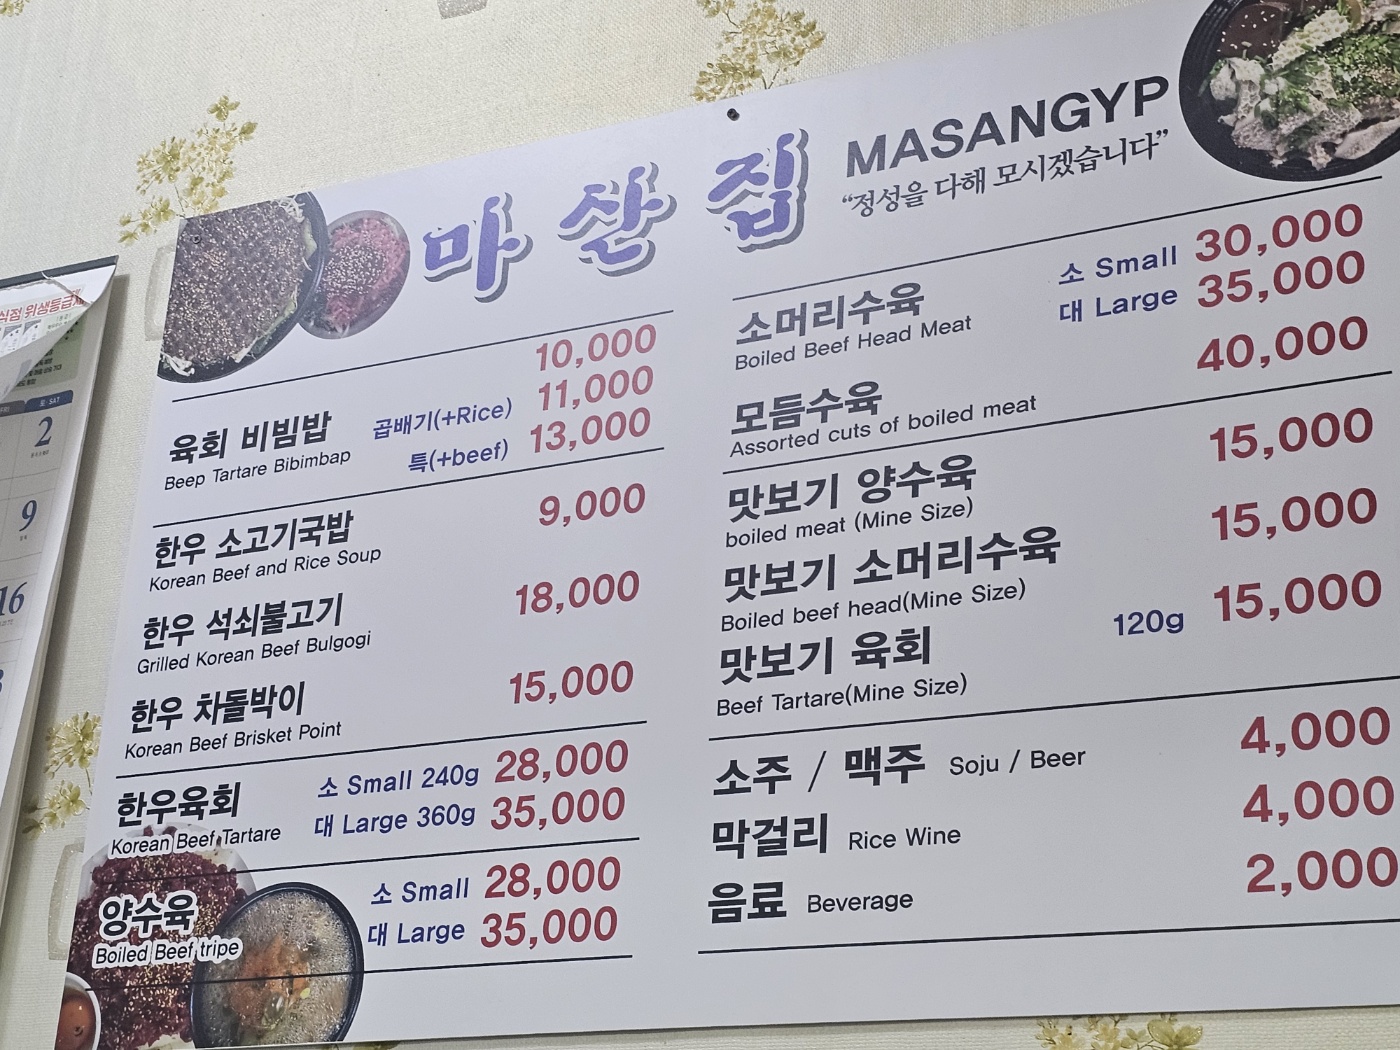 마산집
MASANGYP
“정성을 다해 모시겠습니다”
10,000
육회 비빔밥 곱배기(+Rice) 11,000
Beep Tartare Bibimbap 특(+beef) 13,000
한우 소고기국밥 9,000
Korean Beef and Rice Soup
한우 석쇠불고기 18,000
Grilled Korean Beef Bulgogi
한우 차돌박이 15,000
Korean Beef Brisket Point
한우육회 소 Small 240g 28,000
Korean Beef Tartare 대 Large 360g 35,000
양수육 소 Small 28,000
Boiled Beef tripe 대 Large 35,000
소머리수육 소 Small 30,000
Boiled Beef Head Meat 대 Large 35,000
모듬수육 40,000
Assorted cuts of boiled meat
맛보기 양수육 15,000
boiled meat (Mine Size)
맛보기 소머리수육 15,000
Boiled beef head(Mine Size)
맛보기 육회 120g 15,000
Beef Tartare(Mine Size)
소주 / 맥주 Soju / Beer 4,000
막걸리 Rice Wine 4,000
음료 Beverage 2,000
위생등급제
SAT
2
9
16